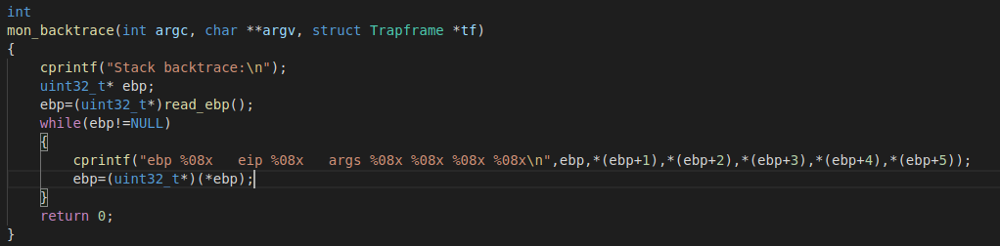 int
mon_backtrace(int argc, char **argv, struct Trapframe *tf)
{
    cprintf("Stack backtrace:\n");
    uint32_t* ebp;
    ebp=(uint32_t*)read_ebp();
    while(ebp!=NULL)
    {
        cprintf("ebp %08x   eip %08x   args %08x %08x %08x %08x\n",ebp,*(ebp+1),*(ebp+2),*(ebp+3),*(ebp+4),*(ebp+5));
        ebp=(uint32_t*)(*ebp);
    }
    return 0;
}